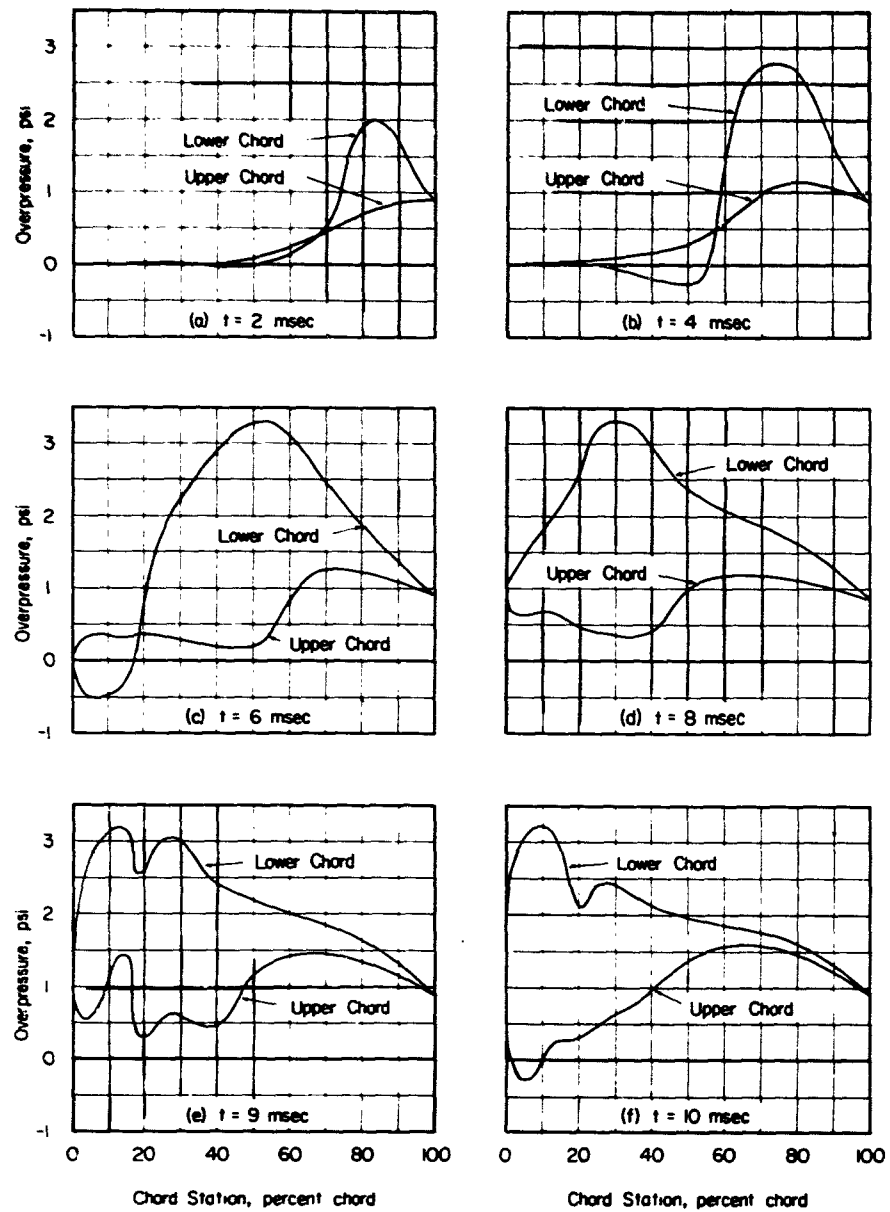 3
2
1
0
-1
Overpressure, psi
Lower Chord
Upper Chord
(a) t = 2 msec
Lower Chord
Upper Chord
(b) t = 4 msec
3
2
1
0
-1
Overpressure, psi
Lower Chord
Upper Chord
(c) t = 6 msec
Lower Chord
Upper Chord
(d) t = 8 msec
3
2
1
0
-1
Overpressure, psi
Lower Chord
Upper Chord
(e) t = 9 msec
0 20 40 60 80 100
Chord Station, percent chord
Lower Chord
Upper Chord
(f) t = 10 msec
0 20 40 60 80 100
Chord Station, percent chord